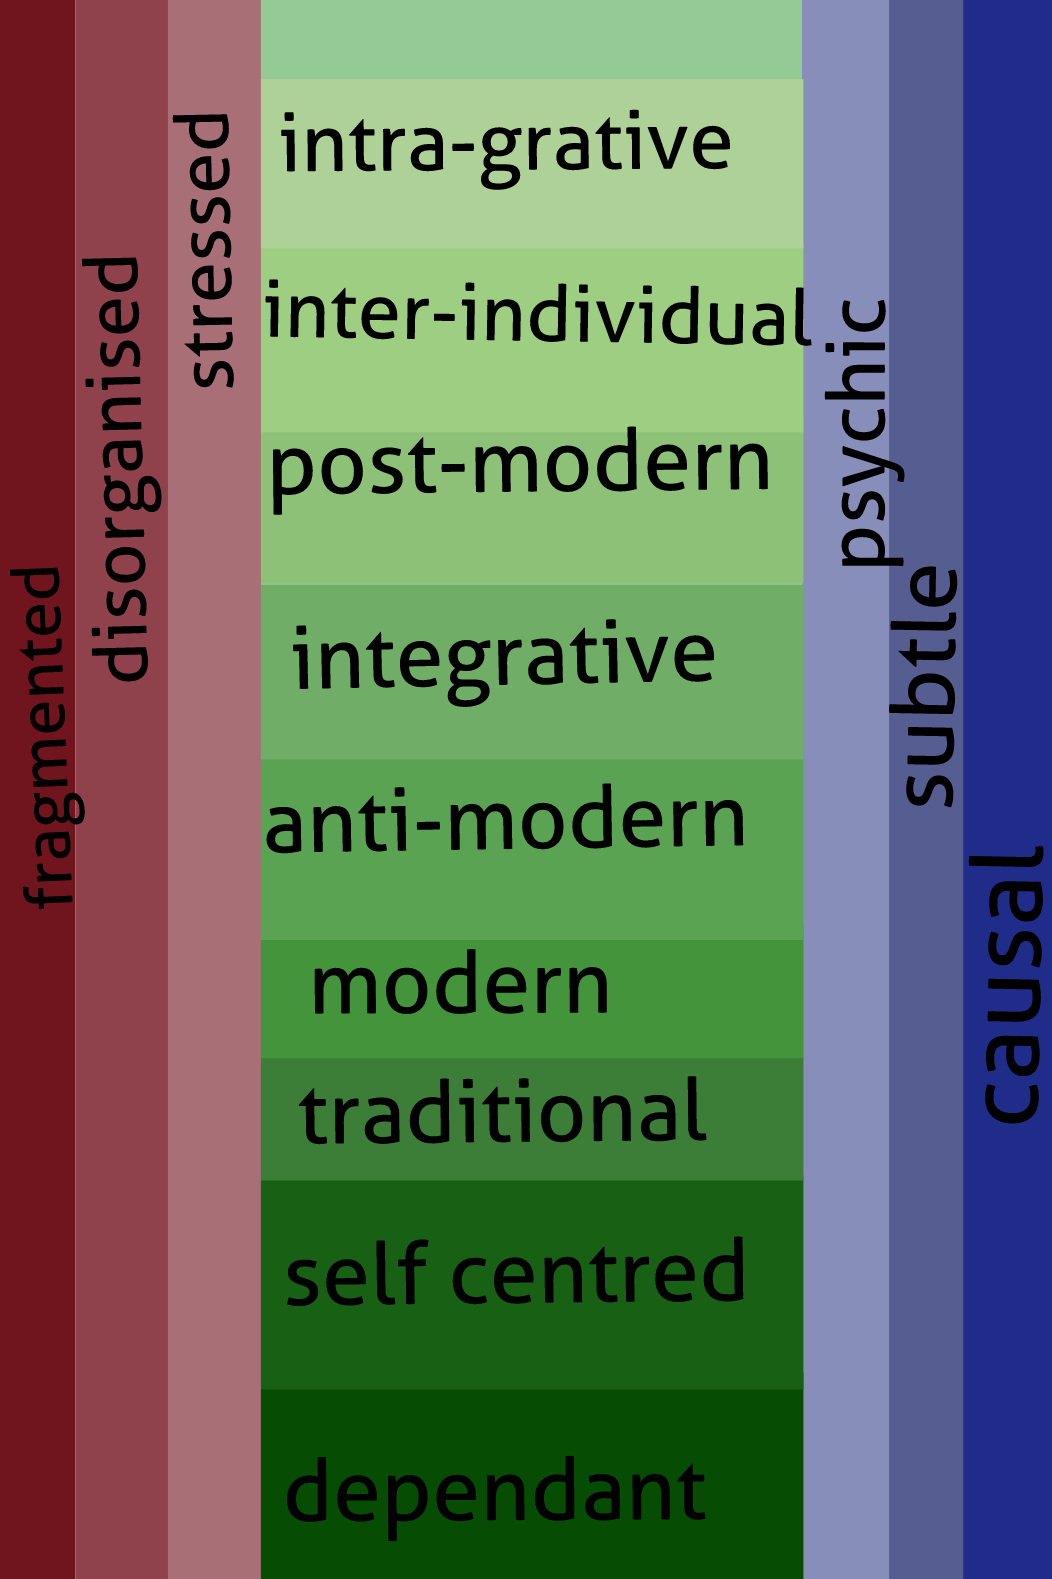 fragmented
disorganised
stressed
intra-grative
inter-individual
post-modern
integrative
anti-modern
modern
traditional
self centred
dependant
psychic
subtle
causal